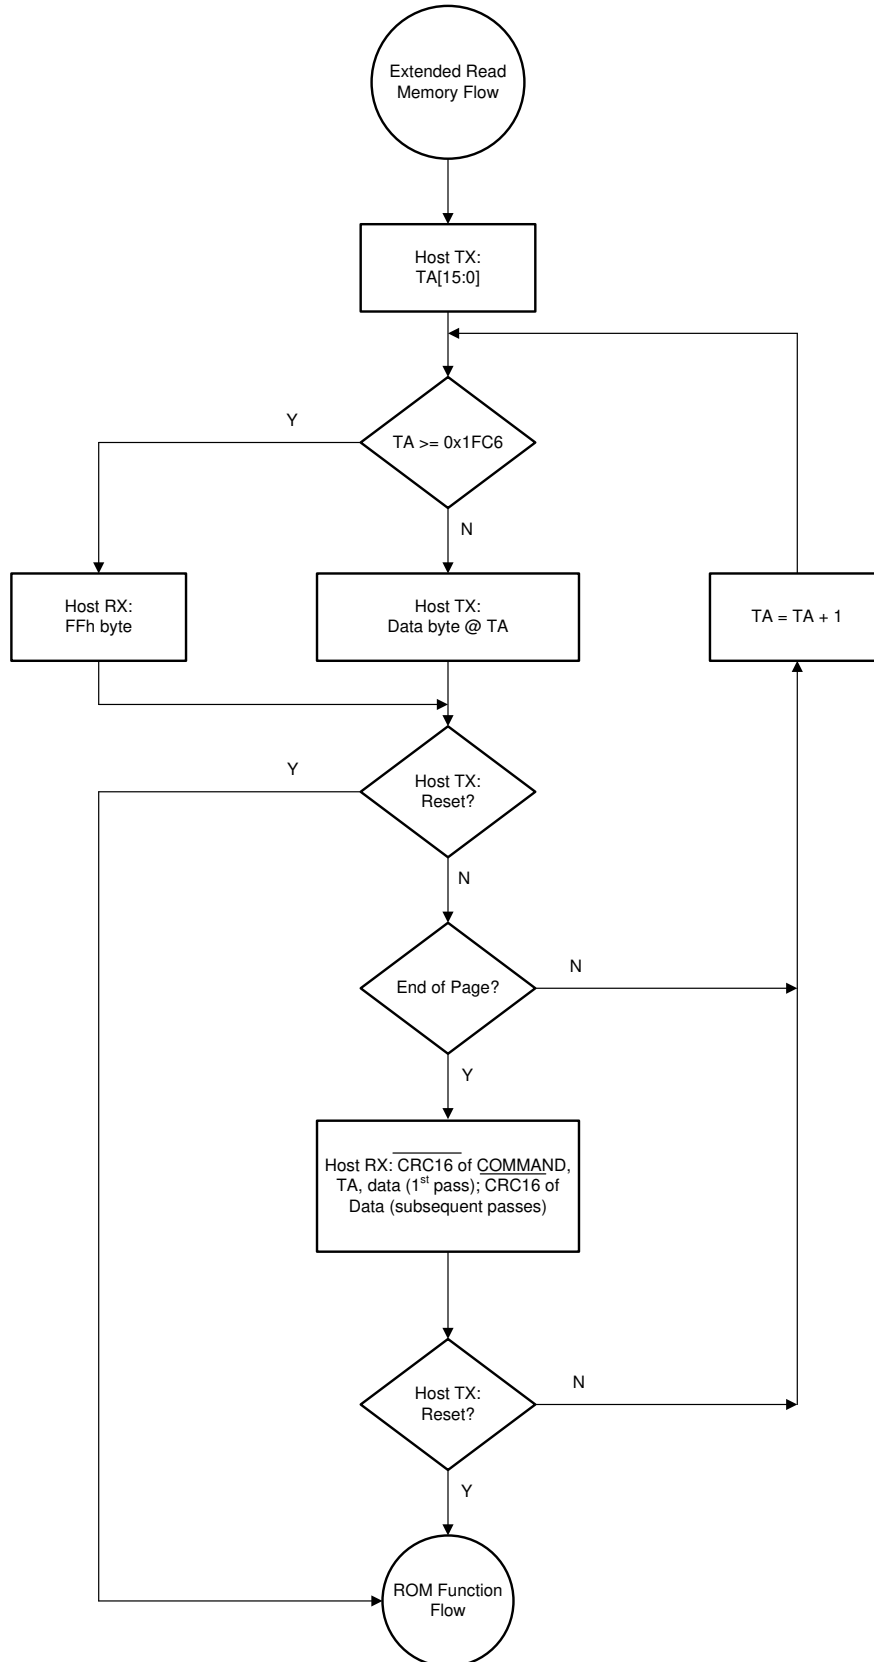 Extended Read
Memory Flow
Host TX:
TA[15:0]
Y
TA >= 0x1FC6
N
Host RX:
FFh byte
Host TX:
Data byte @ TA
TA = TA + 1
Y
Host TX:
Reset?
N
End of Page?
N
Y
Host RX: CRC16 of COMMAND,
TA, data (1st pass); CRC16 of
Data (subsequent passes)
Host TX:
Reset?
N
Y
ROM Function
Flow